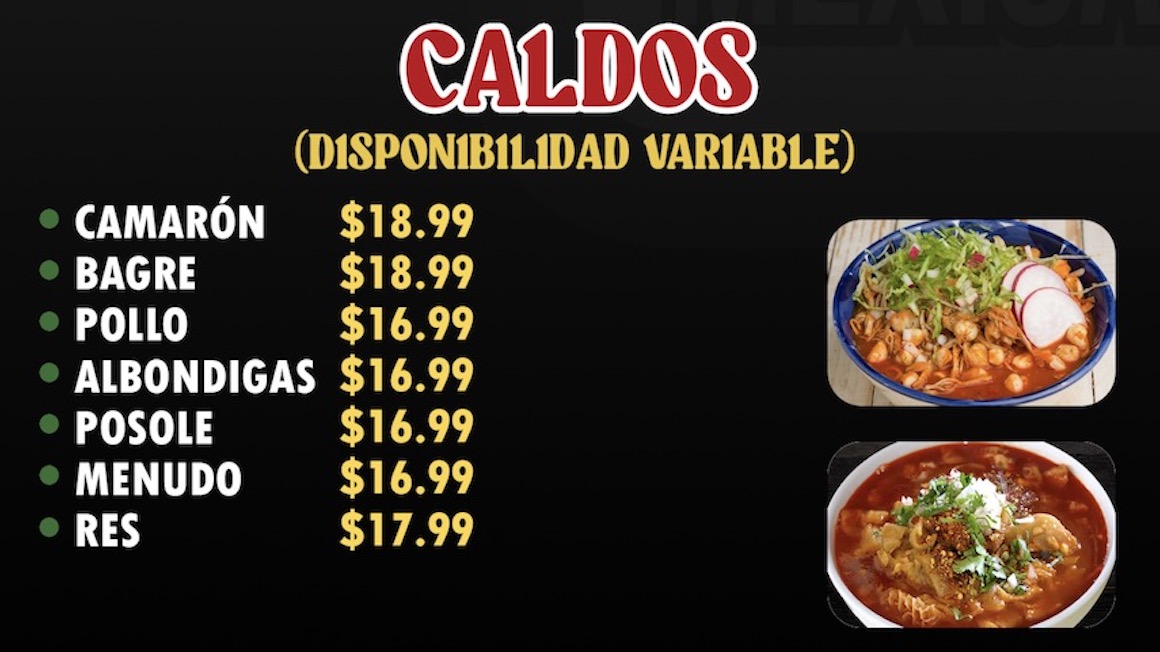 CALDOS
(DISPONIBILIDAD VARIABLE)
CAMARÓN $18.99
BAGRE $18.99
POLLO $16.99
ALBONDIGAS $16.99
POSOLE $16.99
MENUDO $16.99
RES $17.99